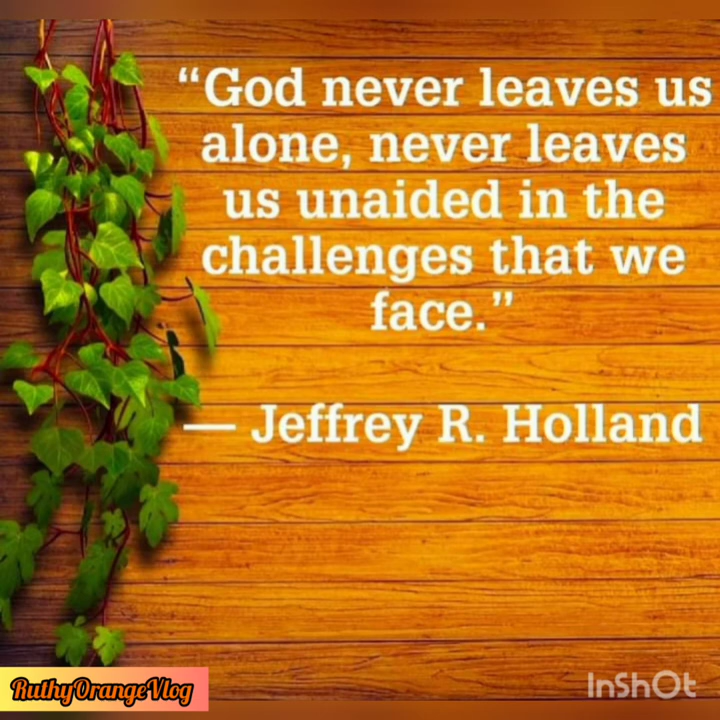 “God never leaves us
alone, never leaves
us unaided in the
challenges that we
face.”
— Jeffrey R. Holland
RuthyOrangeVlog
InShOt